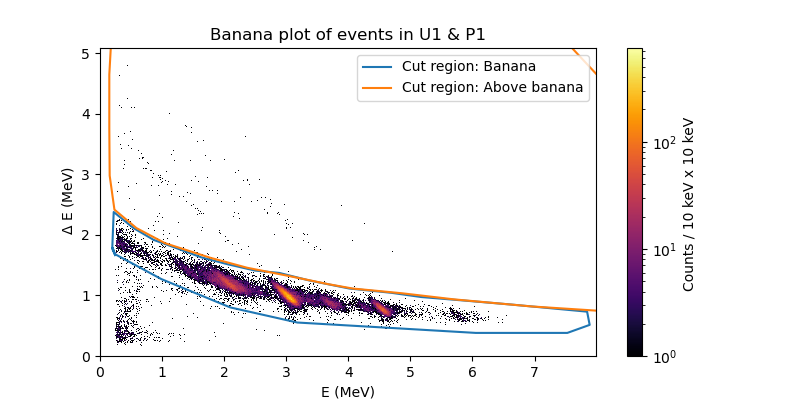 Banana plot of events in U1 & P1
Cut region: Banana
Cut region: Above banana
Δ E (MeV)
5
4
3
2
1
0
0 1 2 3 4 5 6 7
E (MeV)
10²
10¹
10⁰
Counts / 10 keV x 10 keV